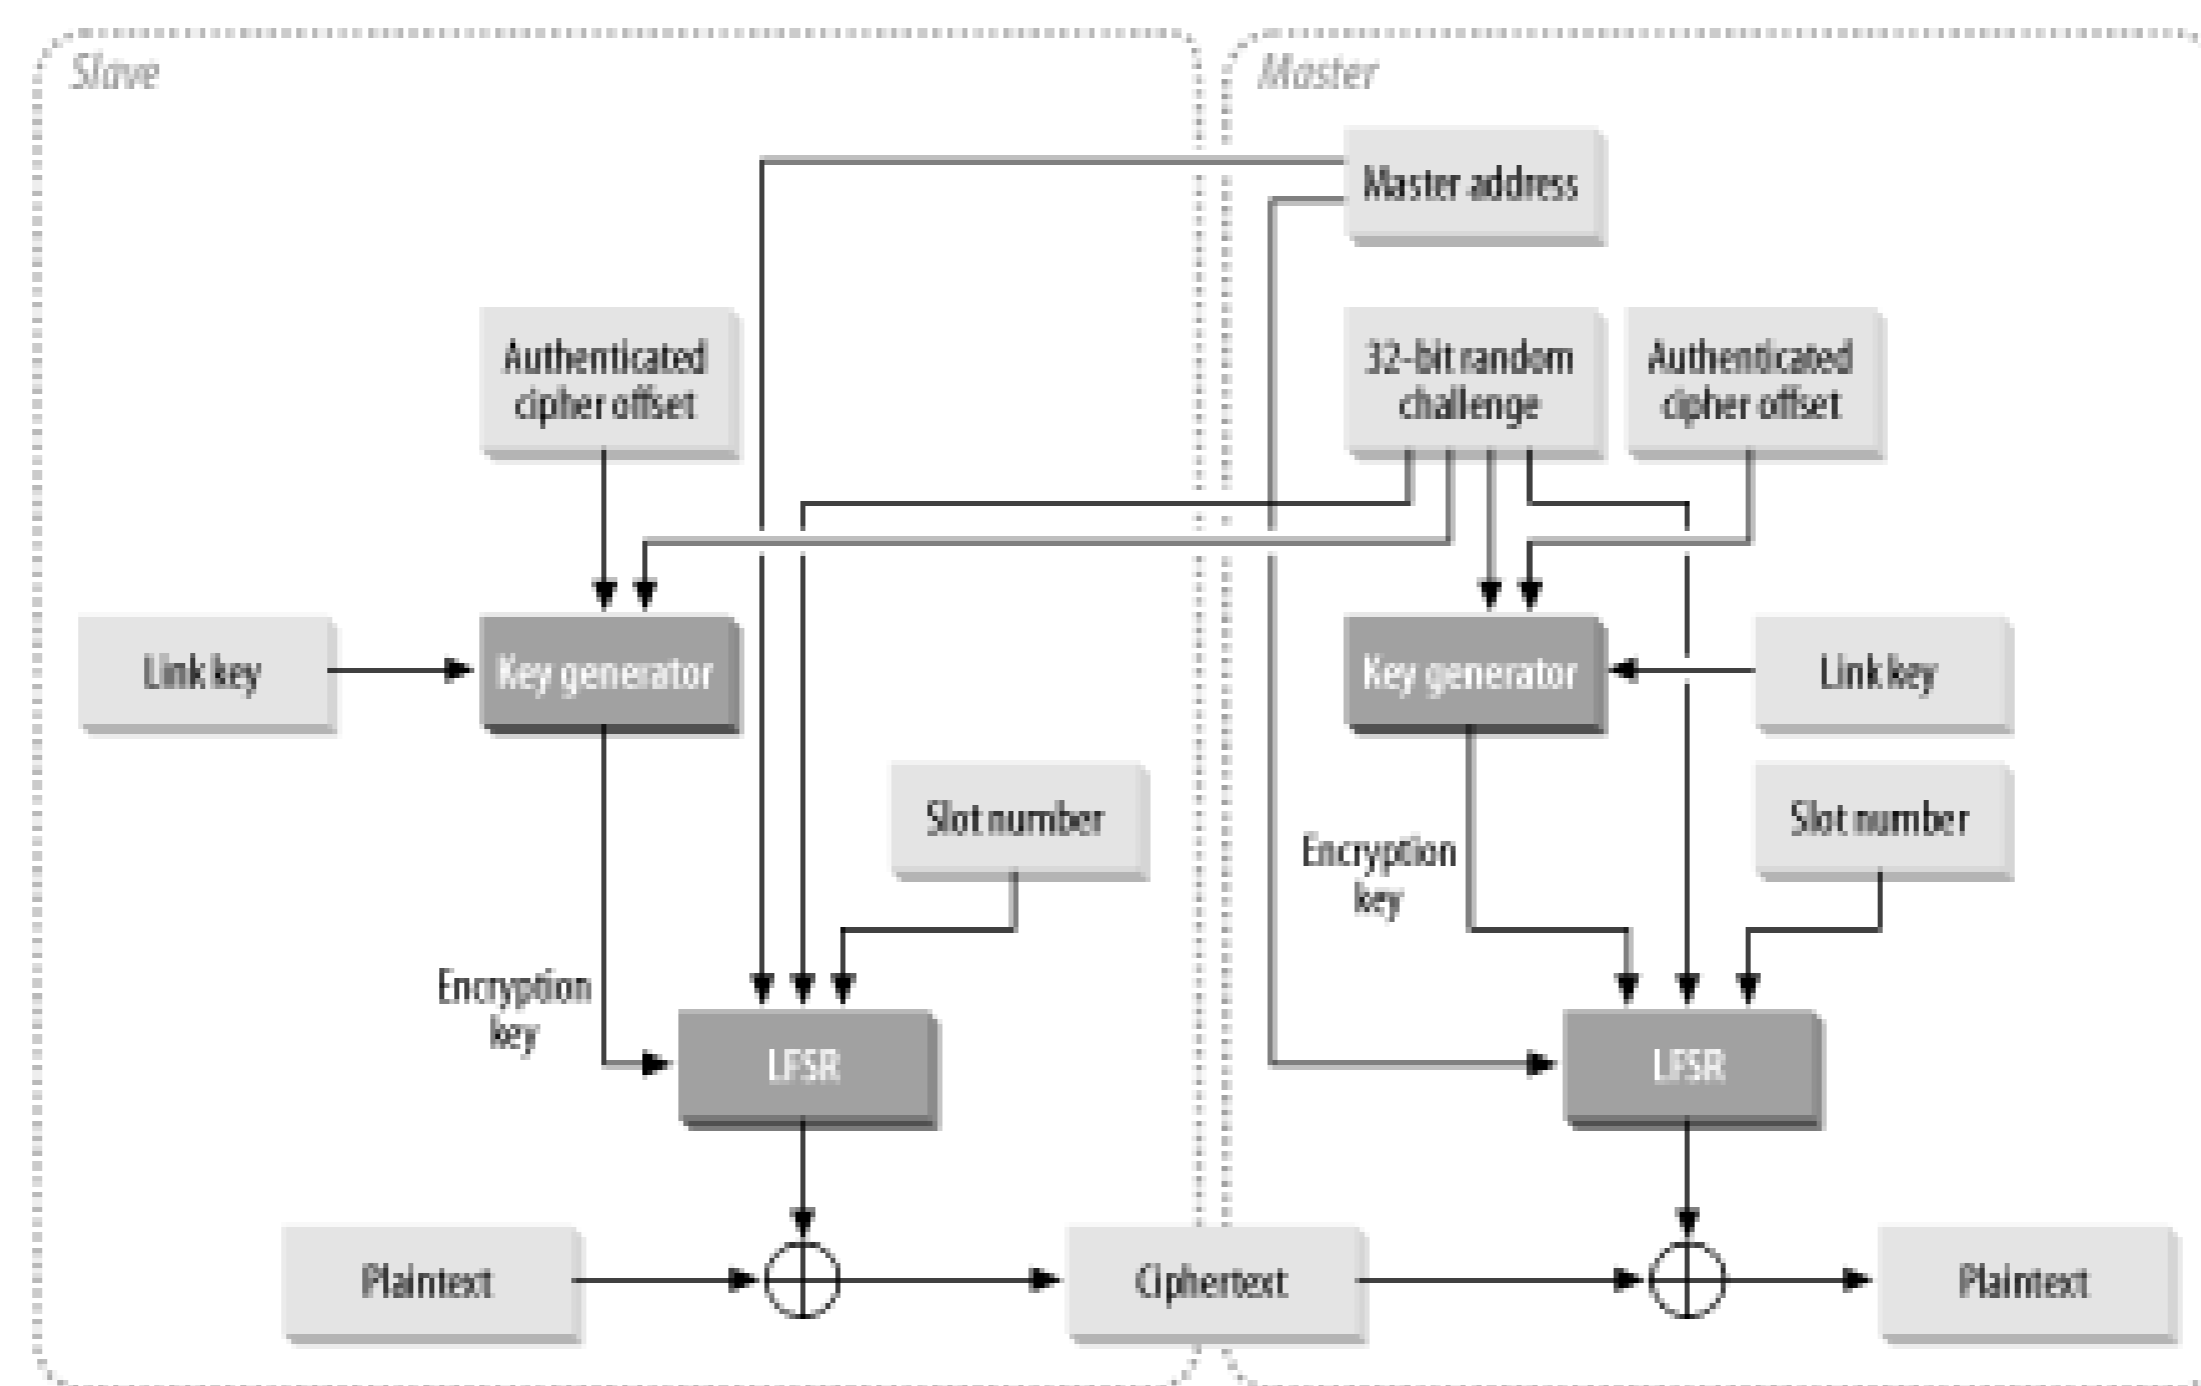 Slave
Master
Master address
Authenticated
cipher offset
32-bit random
challenge
Authenticated
cipher offset
Link key
Key generator
Key generator
Link key
Slot number
Slot number
Encryption
key
Encryption
key
LFSR
LFSR
Plaintext
Ciphertext
Plaintext